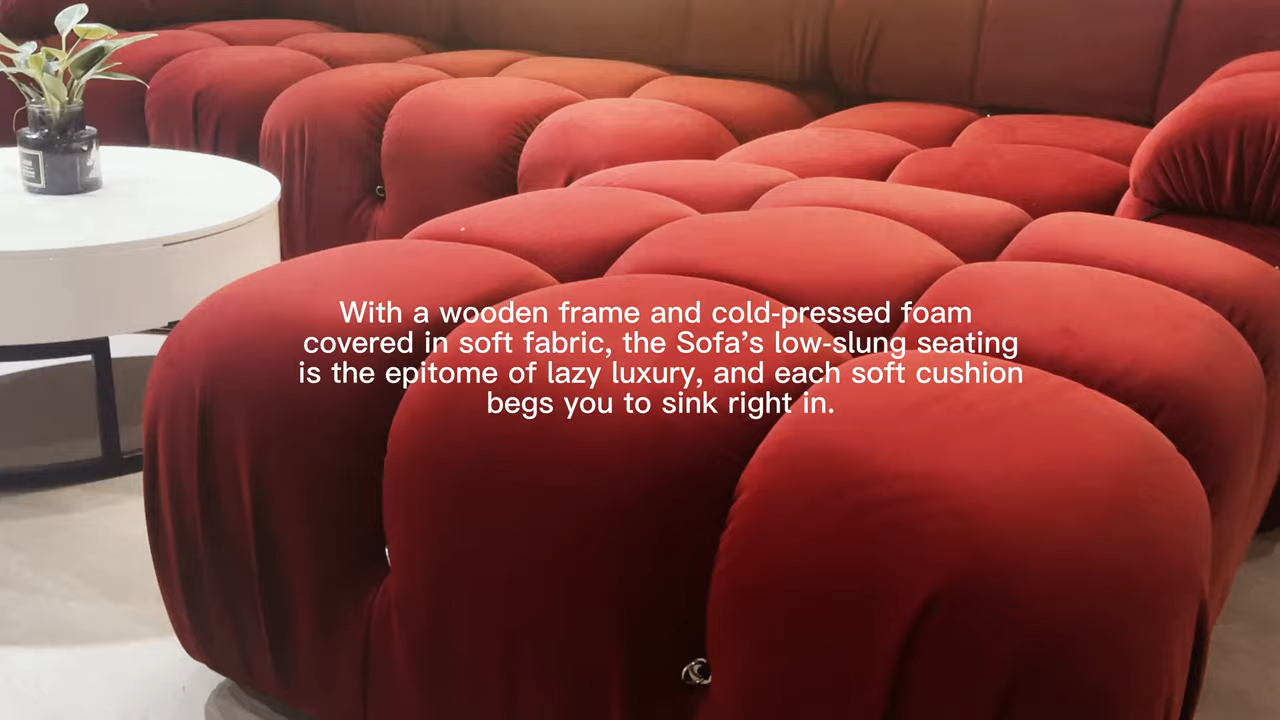 With a wooden frame and cold-pressed foam
covered in soft fabric, the Sofa’s low-slung seating
is the epitome of lazy luxury, and each soft cushion
begs you to sink right in.